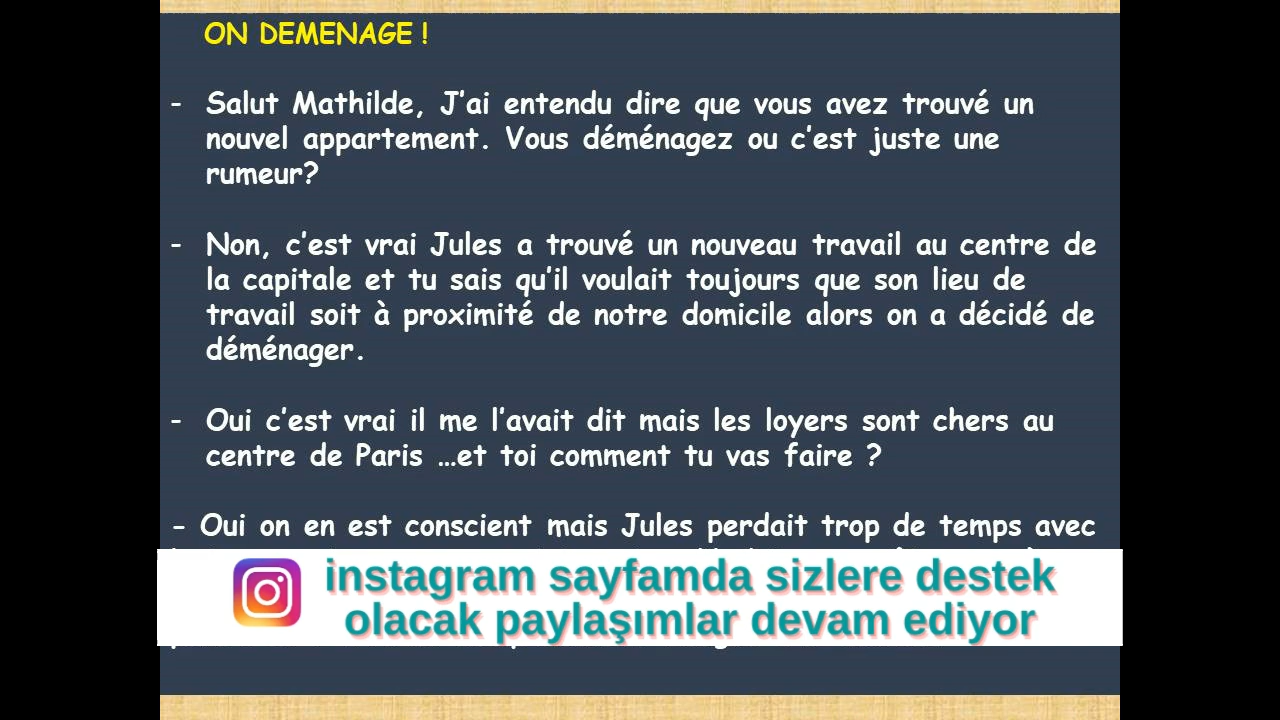 ON DEMENAGE !
- Salut Mathilde, J’ai entendu dire que vous avez trouvé un
nouvel appartement. Vous déménagez ou c’est juste une
rumeur?
- Non, c’est vrai Jules a trouvé un nouveau travail au centre de
la capitale et tu sais qu’il voulait toujours que son lieu de
travail soit à proximité de notre domicile alors on a décidé de
déménager.
- Oui c’est vrai il me l’avait dit mais les loyers sont chers au
centre de Paris …et toi comment tu vas faire ?
- Oui on en est conscient mais Jules perdait trop de temps avec
instagram sayfamda sizlere destek
olacak paylaşımlar devam ediyor